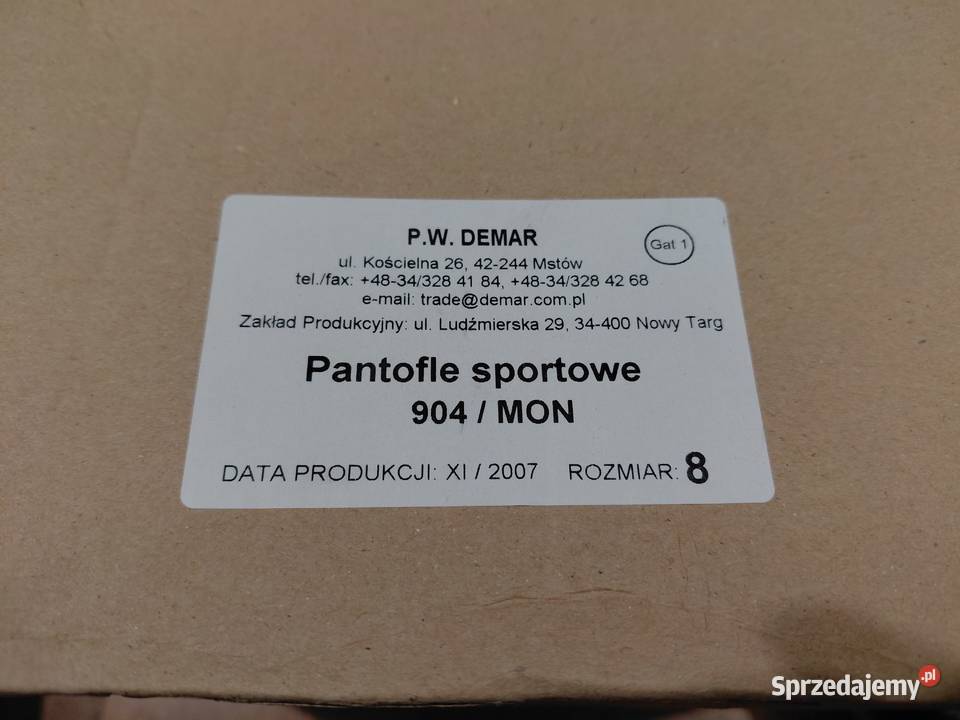 P.W. DEMAR
Gat 1
ul. Kościelna 26, 42-244 Mstów
tel./fax: +48-34/328 41 84, +48-34/328 42 68
e-mail: trade@demar.com.pl
Zakład Produkcyjny: ul. Ludźmierska 29, 34-400 Nowy Targ
Pantofle sportowe
904 / MON
DATA PRODUKCJI: XI / 2007 ROZMIAR: 8
Sprzedajemy.pl